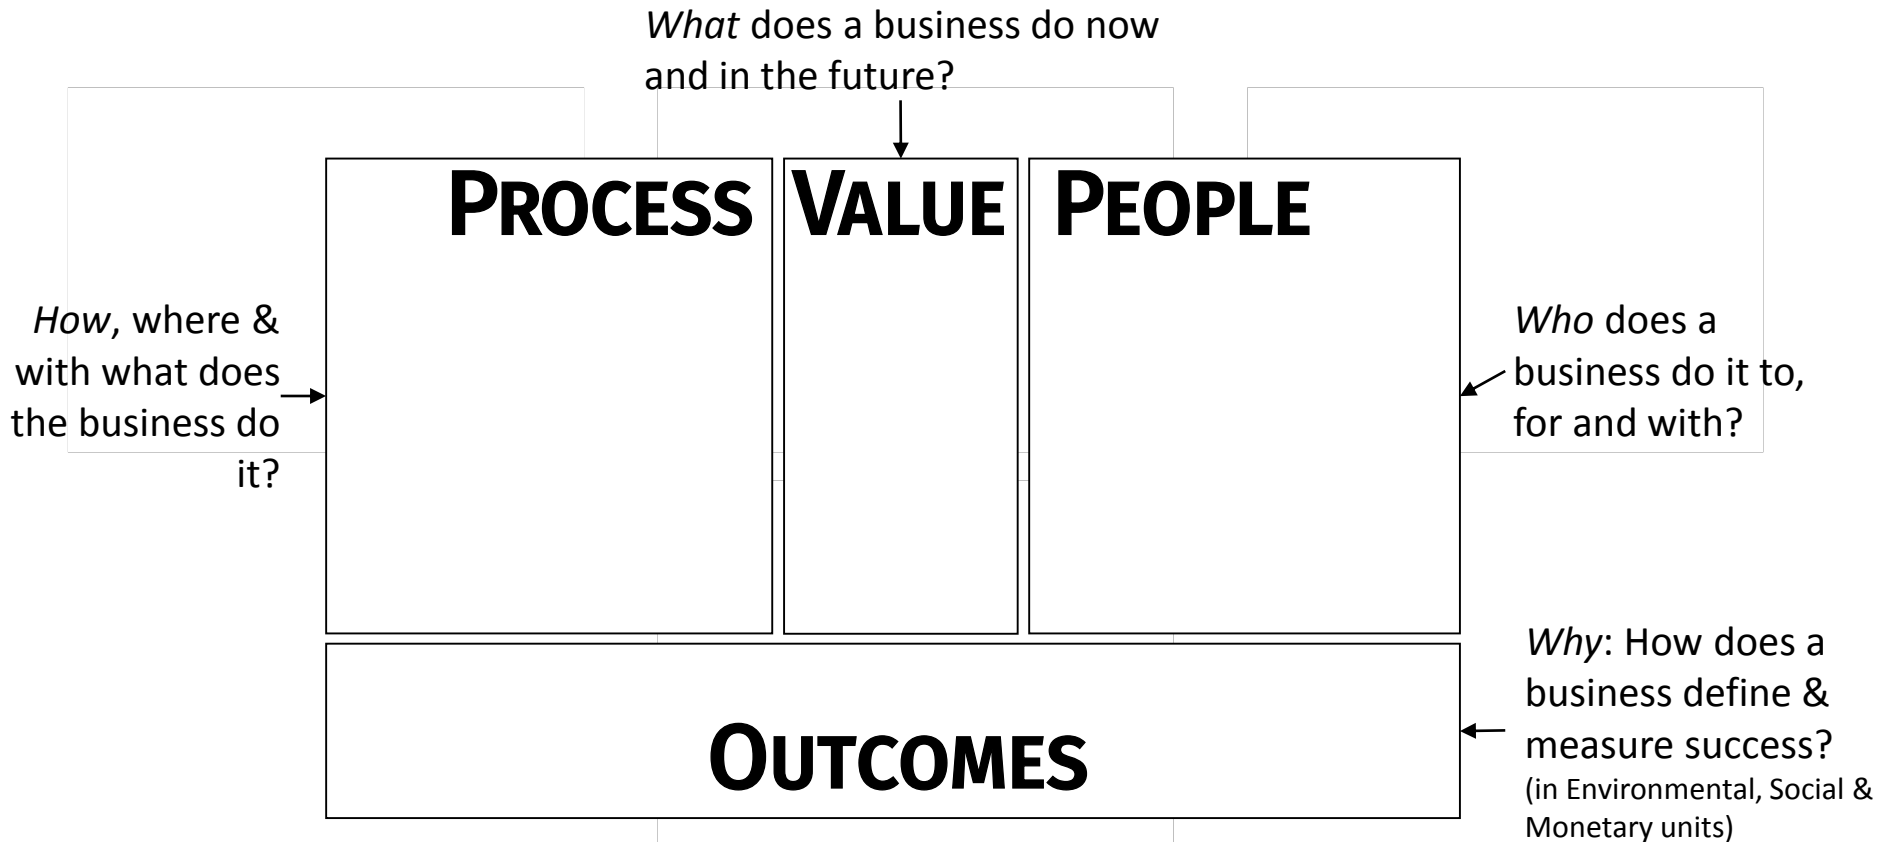 What does a business do now
and in the future?
PROCESS
VALUE
PEOPLE
How, where &
with what does
the business do
it?
Who does a
business do it to,
for and with?
OUTCOMES
Why: How does a
business define &
measure success?
(in Environmental, Social &
Monetary units)